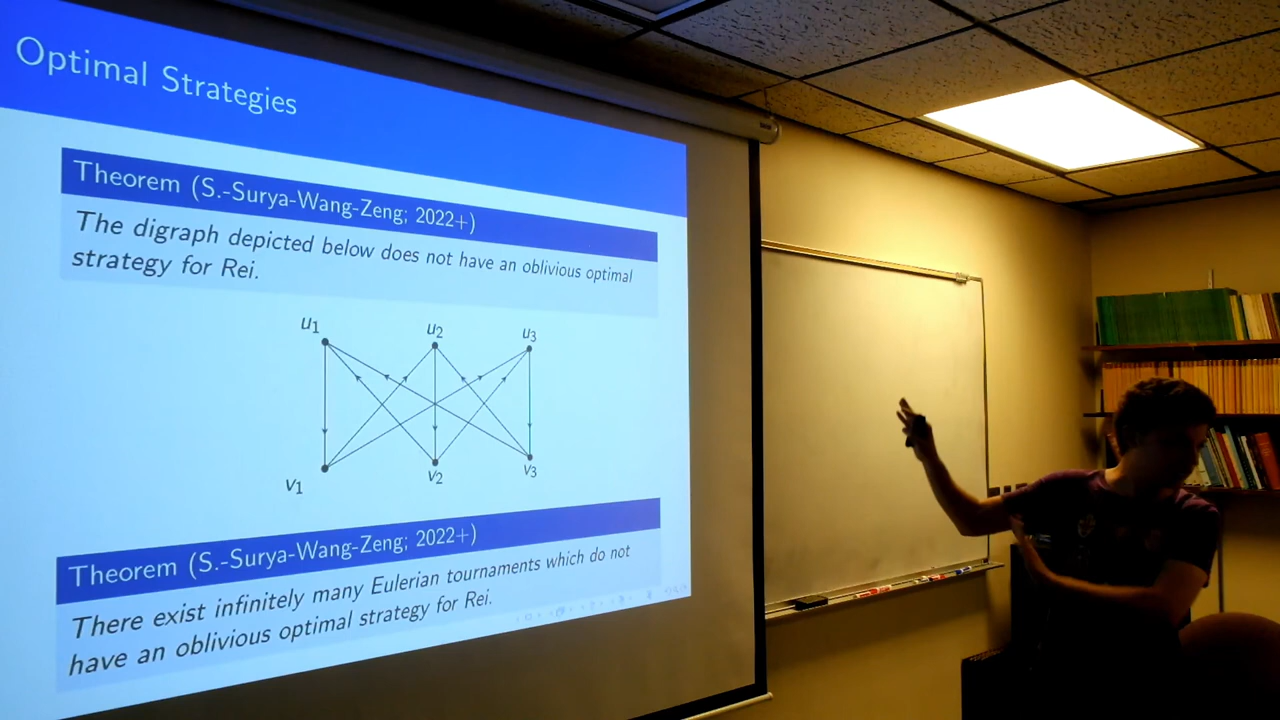 Optimal Strategies
Theorem (S.-Surya-Wang-Zeng; 2022+)
The digraph depicted below does not have an oblivious optimal
strategy for Rei.
u1 u2 u3
v1 v2 v3
Theorem (S.-Surya-Wang-Zeng; 2022+)
There exist infinitely many Eulerian tournaments which do not
have an oblivious optimal strategy for Rei.